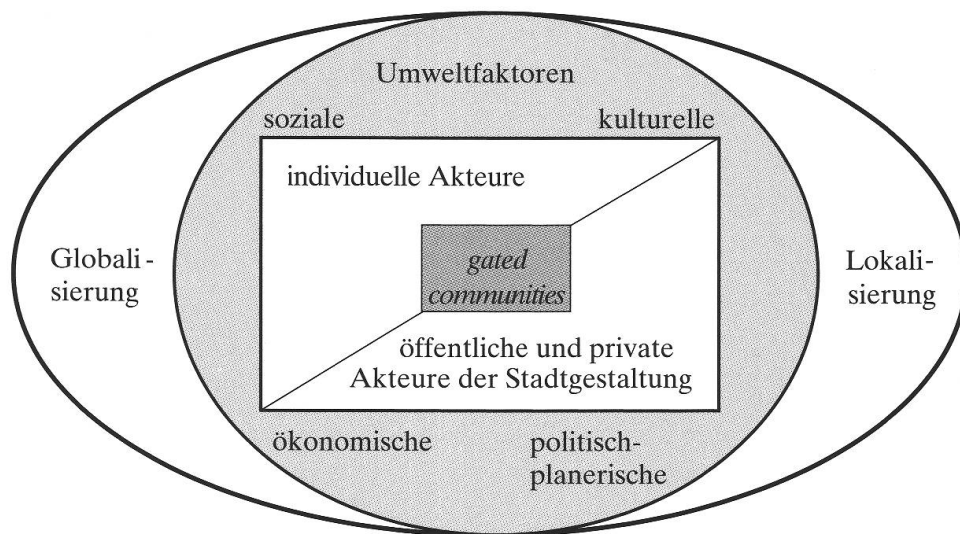 Umweltfaktoren
soziale
kulturelle
individuelle Akteure
Globali-
sierung
gated
communities
Lokali-
sierung
öffentliche und private
Akteure der Stadtgestaltung
ökonomische
politisch-
planerische